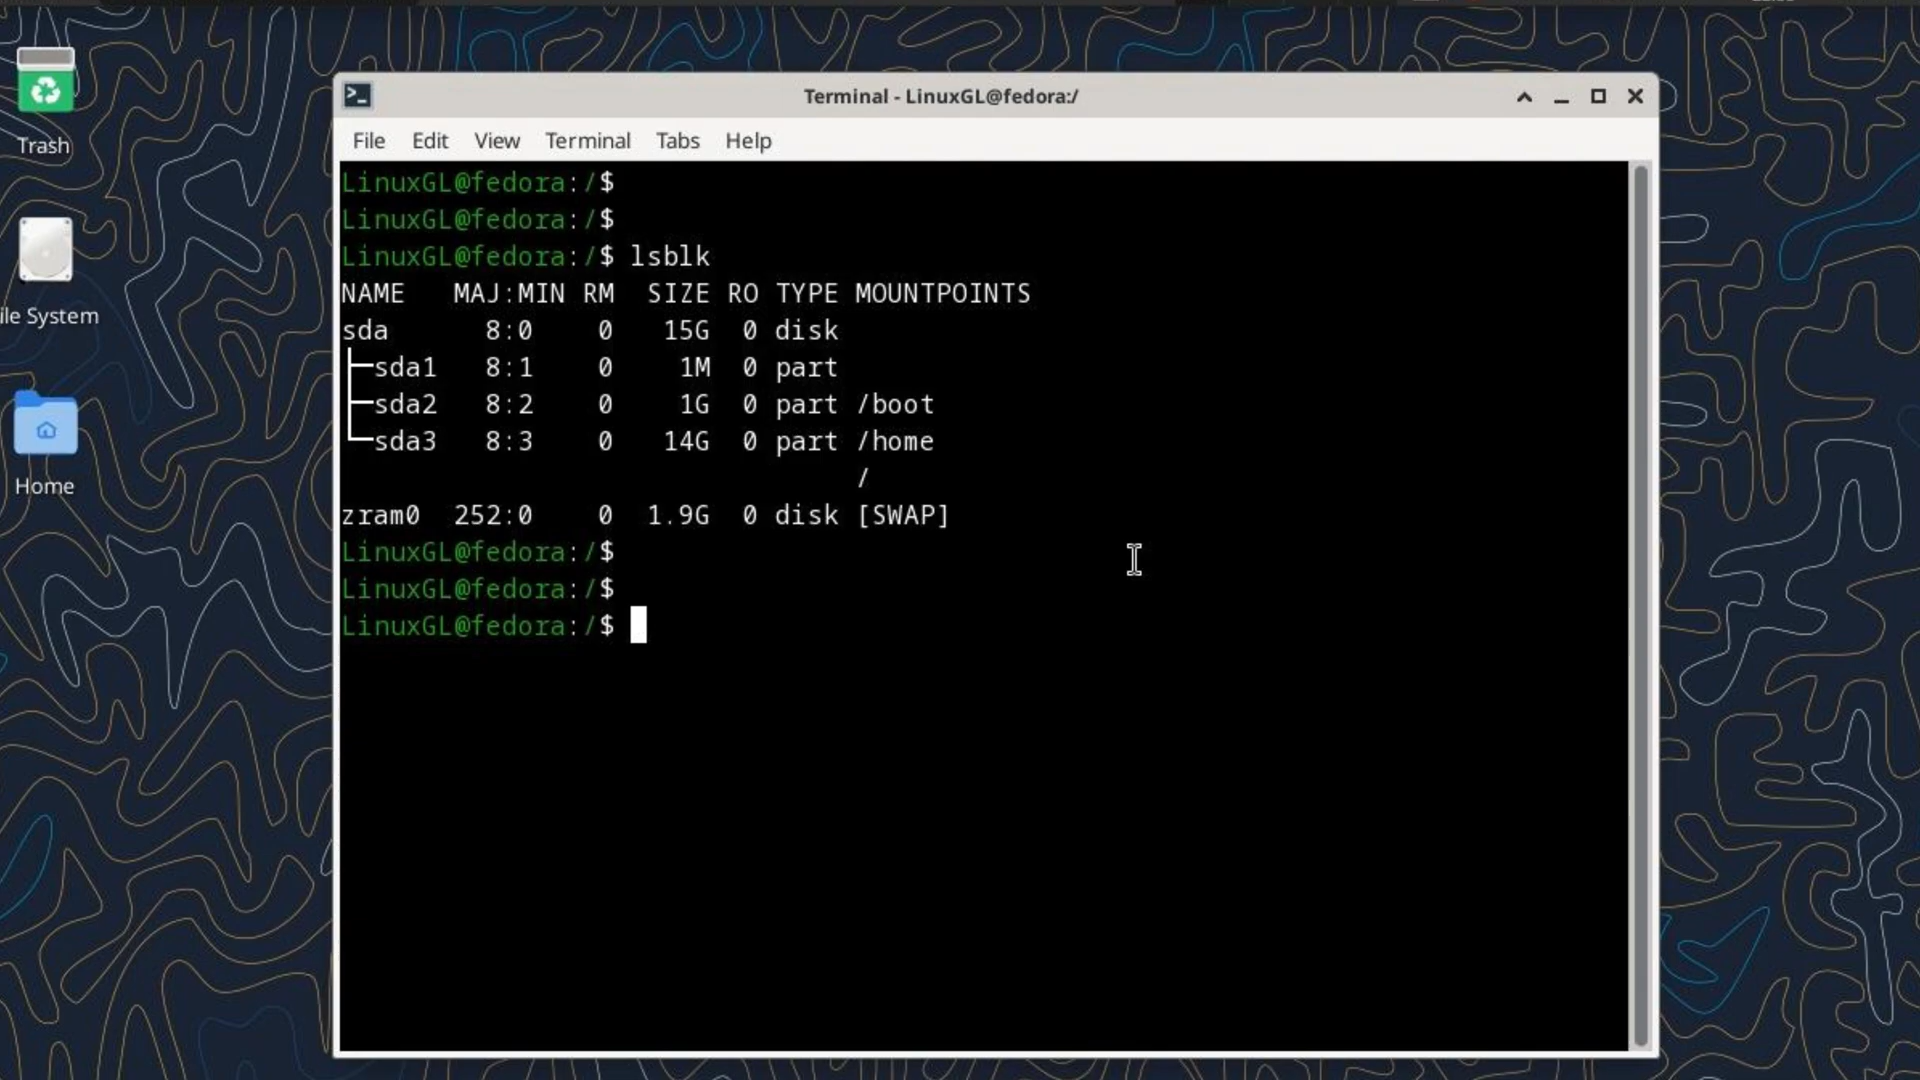 Terminal - LinuxGL@fedora:/
File Edit View Terminal Tabs Help
Trash
ile System
Home
LinuxGL@fedora:/$
LinuxGL@fedora:/$
LinuxGL@fedora:/$ lsblk
NAME   MAJ:MIN RM  SIZE RO TYPE MOUNTPOINTS
sda      8:0    0   15G  0 disk
├─sda1   8:1    0    1M  0 part
├─sda2   8:2    0    1G  0 part /boot
└─sda3   8:3    0   14G  0 part /home
                                 /
zram0  252:0    0  1.9G  0 disk [SWAP]
LinuxGL@fedora:/$
LinuxGL@fedora:/$
LinuxGL@fedora:/$